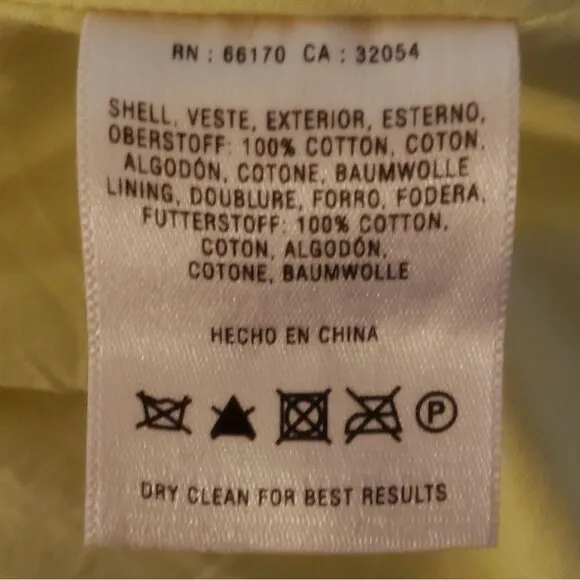 RN : 66170 CA : 32054
SHELL, VESTE, EXTERIOR, ESTERNO,
OBERSTOFF: 100% COTTON, COTON.
ALGODÓN, COTONE, BAUMWOLLE
LINING, DOUBLURE, FORRO, FODERA,
FUTTERSTOFF: 100% COTTON,
COTON, ALGODÓN,
COTONE, BAUMWOLLE
HECHO EN CHINA
P
DRY CLEAN FOR BEST RESULTS